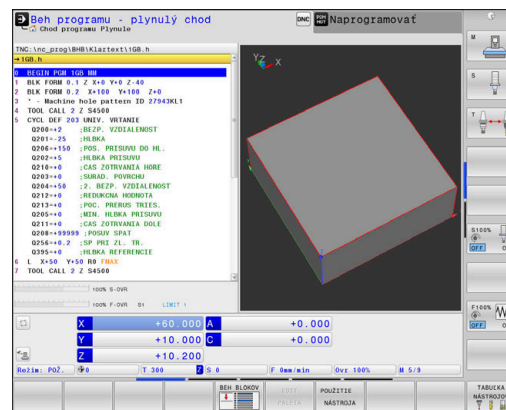 Beh programu - plynulý chod
DNC
Naprogramovať
Chod programu Plynule
TNC:\nc_prog\BHB\Klartext\1GB.h
→1GB.h
0 BEGIN PGM 1GB MM
1 BLK FORM 0.1 Z X+0 Y+0 Z-40
2 BLK FORM 0.2 X+100 Y+100 Z+0
3 * - Machine hole pattern ID 27943KL1
4 TOOL CALL 2 Z S4500
5 CYCL DEF 203 UNIV. VRTANIE
Q200=+2 ;BEZP. VZDIALENOST
Q201=-25 ;HLBKA
Q206=+150 ;POS. PRISUVU DO HL.
Q202=+5 ;HLBKA PRISUVU
Q210=+0 ;CAS ZOTRVANIA HORE
Q203=+0 ;SURAD. POVRCHU
Q204=+50 ;2. BEZP. VZDIALENOST
Q212=+0 ;REDUKCNA HODNOTA
Q213=+0 ;POC. PRERUS TRIES.
Q205=+0 ;MIN. HLBKA PRISUVU
Q211=+0 ;CAS ZOTRVANIA DOLE
Q208=+99999 ;POSUV SPAT
Q256=+0.2 ;SP PRI ZL. TR.
Q395=+0 ;HLBKA REFERENCIE
6 L X+50 Y+50 R0 FMAX
7 TOOL CALL 2 Z S4500
Y Z X
M
S
T
S100%
OFF
F100%
OFF
100% S-OVR
100% F-OVR S1 LIMIT 1
X +60.000 A +0.000
Y +10.000 C +0.000
Z +10.200
Režim: POŽ. 0 T 300 Z S 0 F 0mm/min Ovr 100% M 5/9
BEH BLOKOV
EDIT
PALETA
POUŽITIE
NÁSTROJA
TABUĽKA
NÁSTROJOV